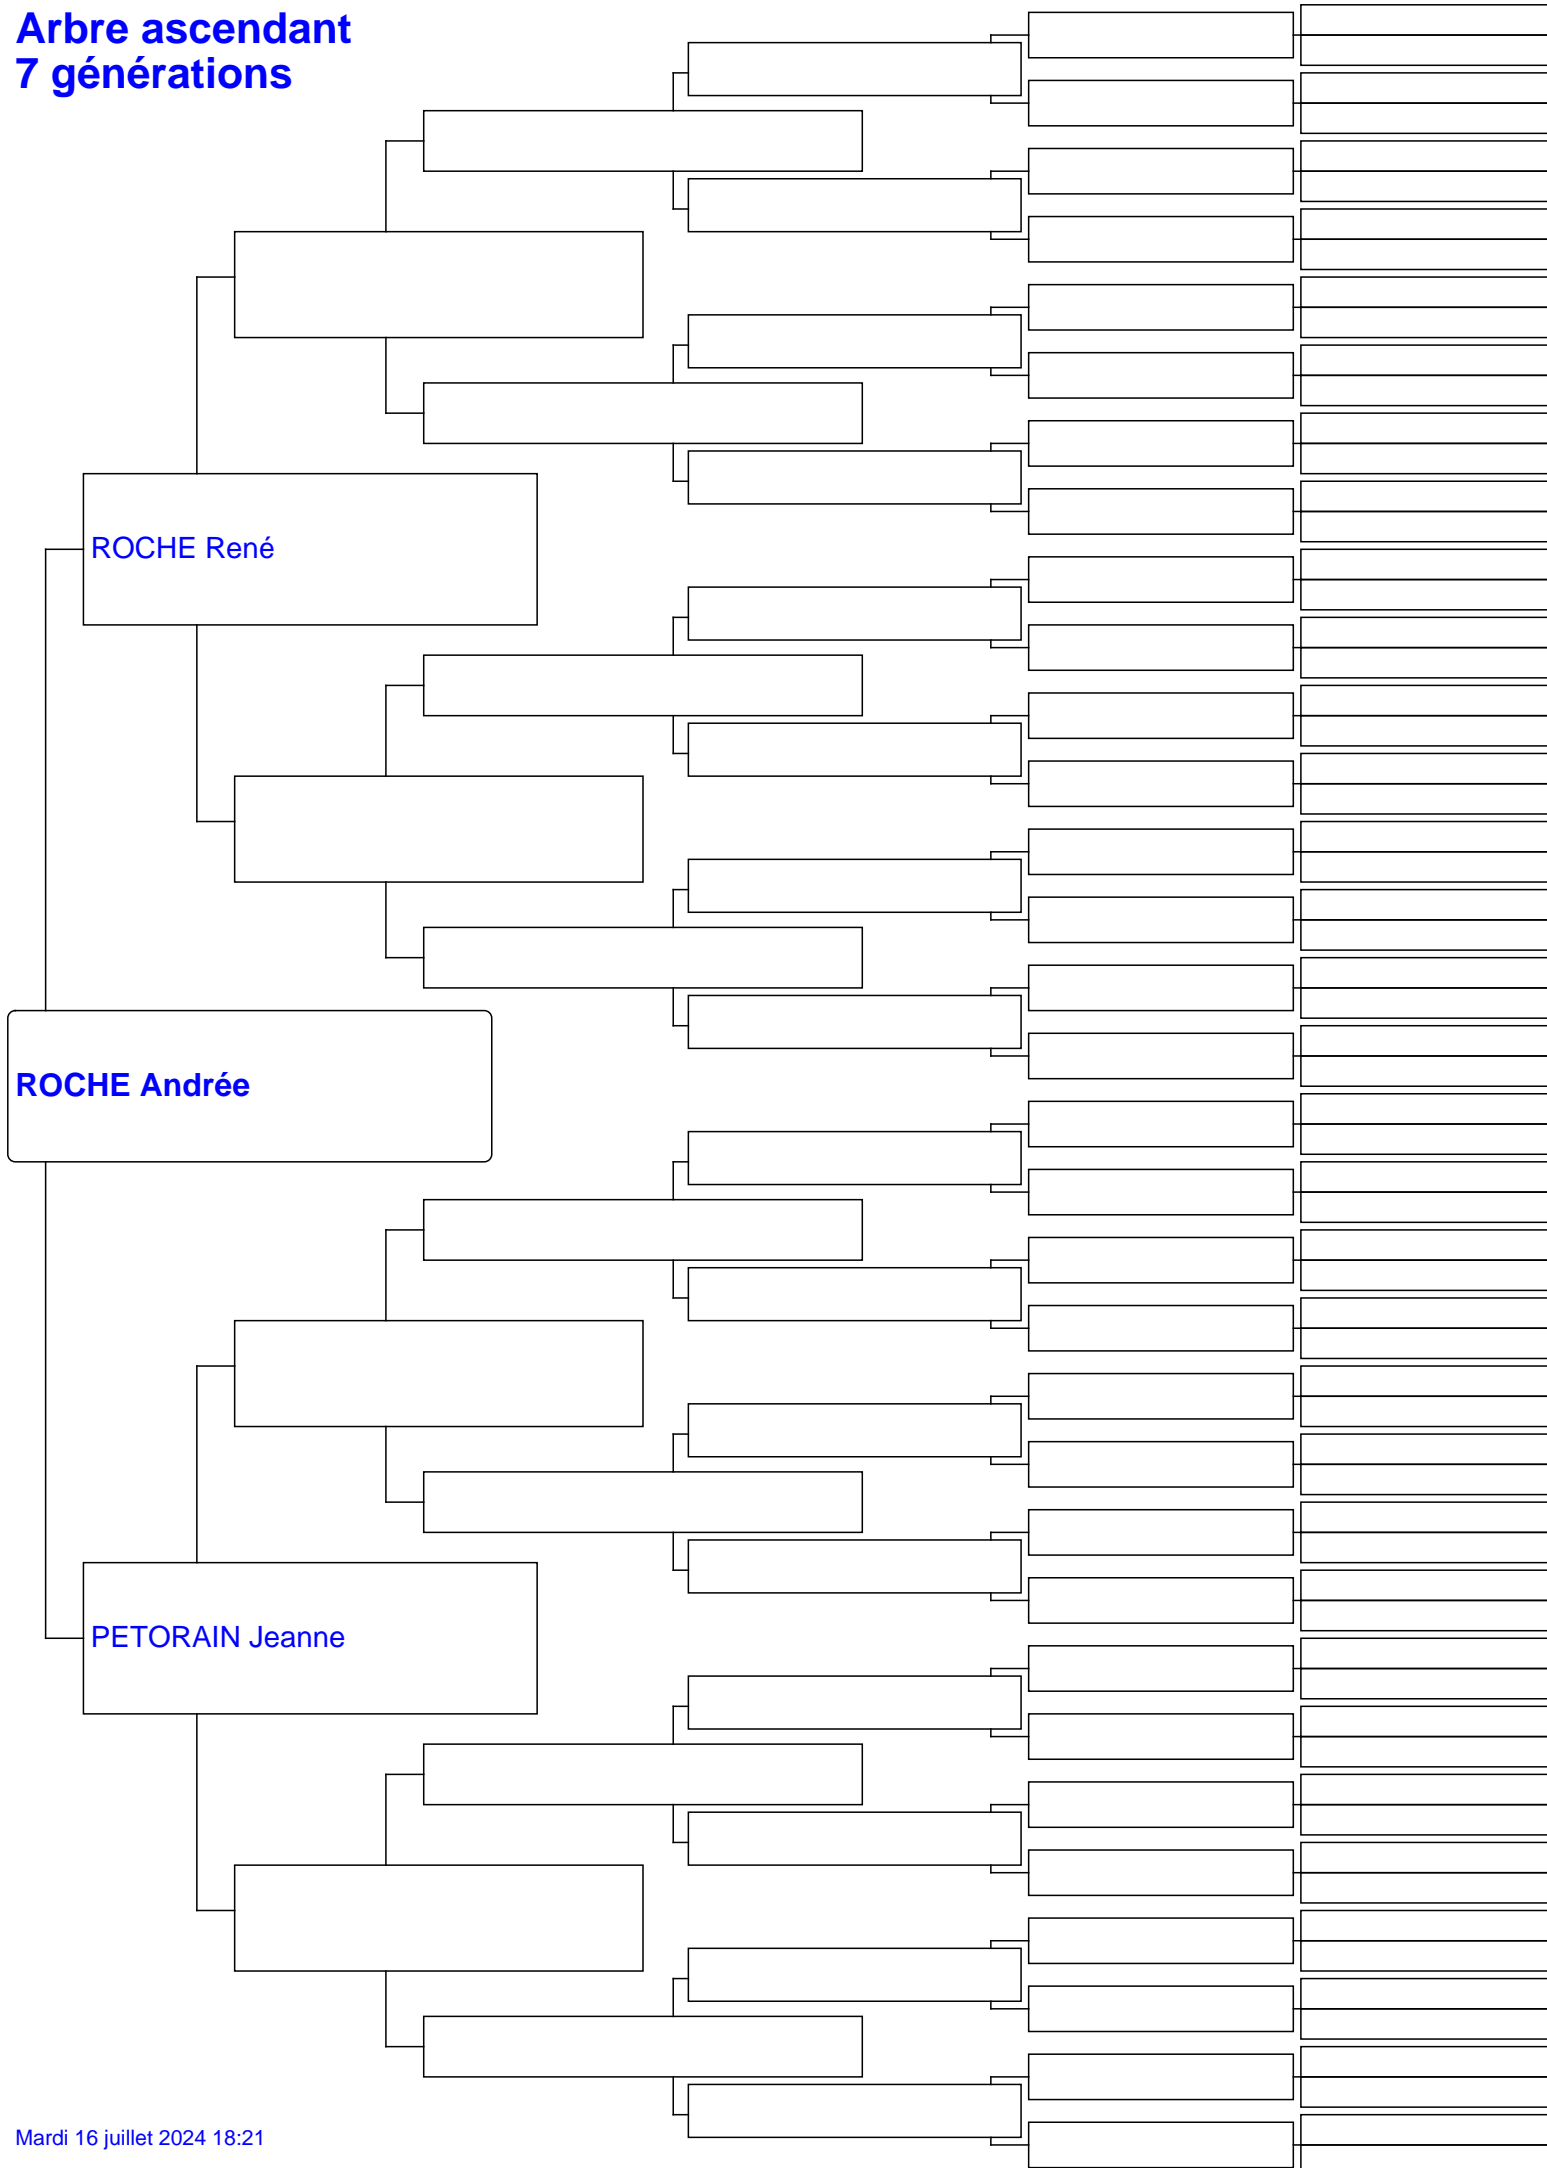 Arbre ascendant
7 générations
ROCHE René
ROCHE Andrée
PETORAIN Jeanne
Mardi 16 juillet 2024 18:21